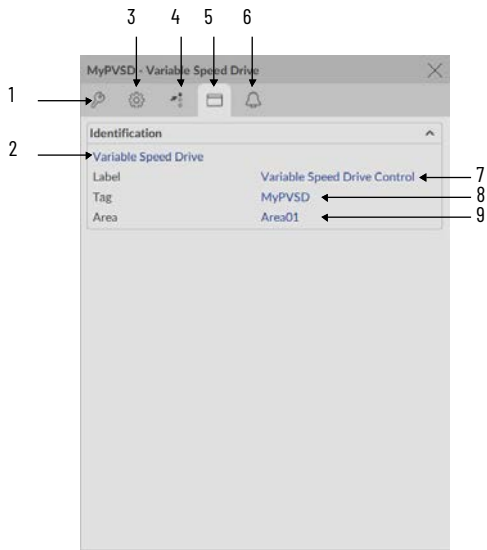 3 4 5 6
MyPVSD - Variable Speed Drive
1
Identification
2
Variable Speed Drive
Label Variable Speed Drive Control 7
Tag MyPVSD 8
Area Area01 9